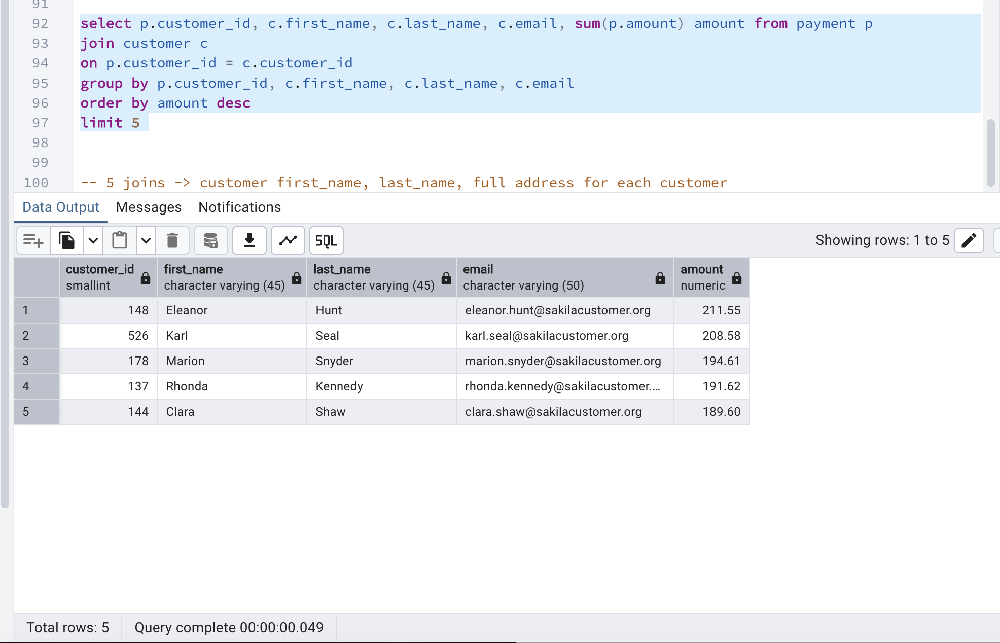 91
92 select p.customer_id, c.first_name, c.last_name, c.email, sum(p.amount) amount from payment p
93 join customer c
94 on p.customer_id = c.customer_id
95 group by p.customer_id, c.first_name, c.last_name, c.email
96 order by amount desc
97 limit 5
98
99
100 -- 5 joins -> customer first_name, last_name, full address for each customer
Data Output Messages Notifications
SQL Showing rows: 1 to 5
customer_id first_name last_name email amount
smallint character varying (45) character varying (45) character varying (50) numeric
1 148 Eleanor Hunt eleanor.hunt@sakilacustomer.org 211.55
2 526 Karl Seal karl.seal@sakilacustomer.org 208.58
3 178 Marion Snyder marion.snyder@sakilacustomer.org 194.61
4 137 Rhonda Kennedy rhonda.kennedy@sakilacustomer.... 191.62
5 144 Clara Shaw clara.shaw@sakilacustomer.org 189.60
Total rows: 5 Query complete 00:00:00.049